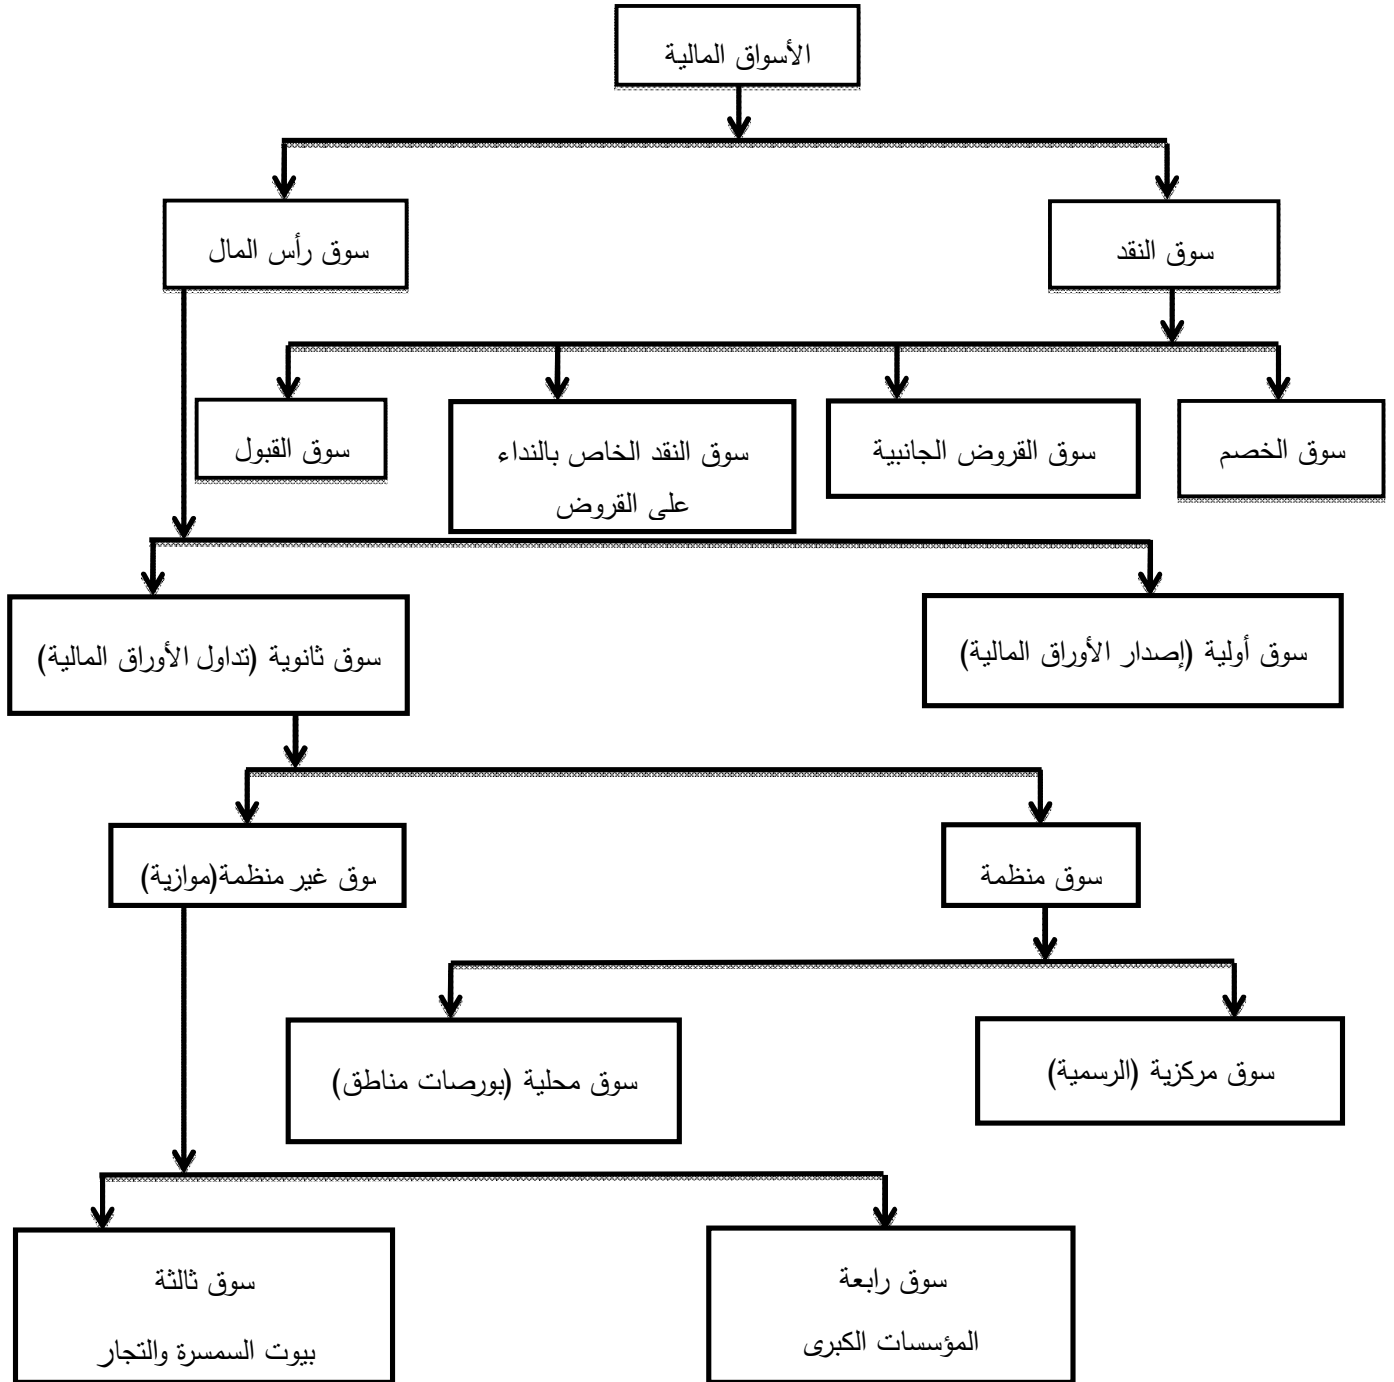 الأسواق المالية
سوق النقد
سوق رأس المال
سوق الخصم
سوق القروض الجانبية
سوق النقد الخاص بالنداء
على القروض
سوق القبول
سوق أولية (إصدار الأوراق المالية)
سوق ثانوية (تداول الأوراق المالية)
سوق منظمة
سوق غير منظمة(موازية)
سوق مركزية (الرسمية)
سوق محلية (بورصات مناطق)
سوق رابعة
المؤسسات الكبرى
سوق ثالثة
بيوت السمسرة والتجار